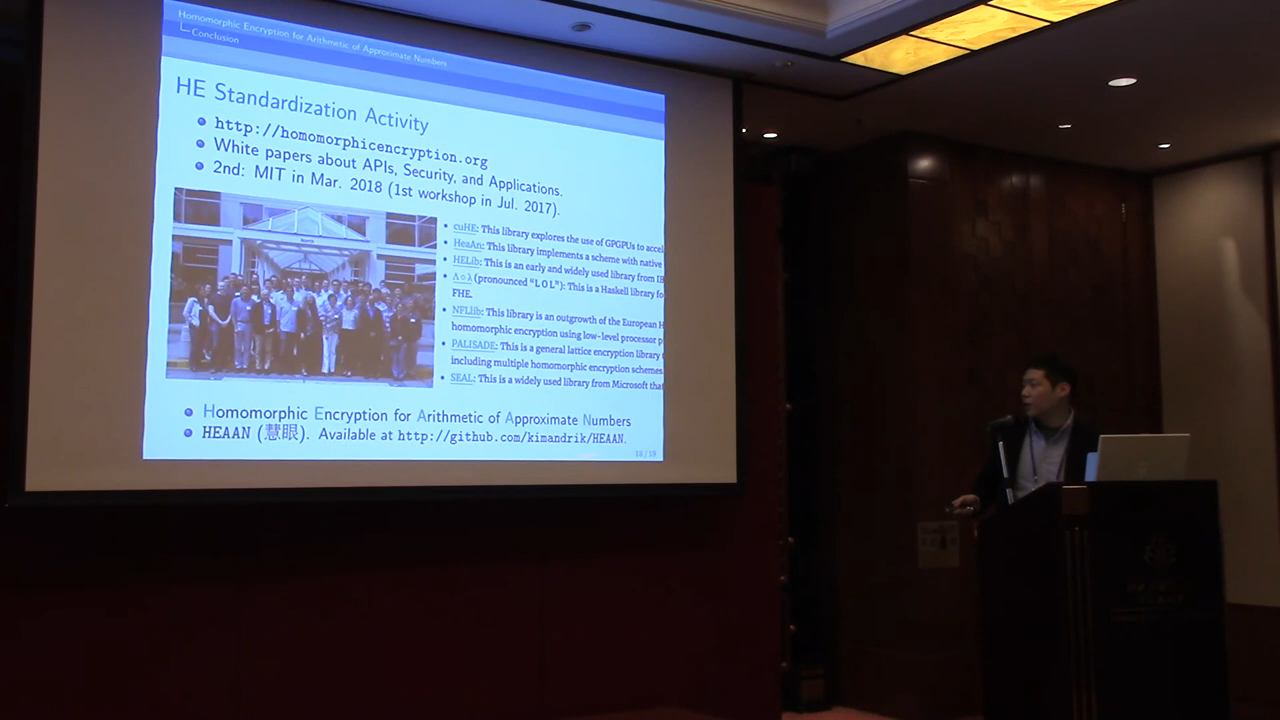 Homomorphic Encryption for Arithmetic of Approximate Numbers
Conclusion
HE Standardization Activity
http://homomorphicencryption.org
White papers about APIs, Security, and Applications.
2nd: MIT in Mar. 2018 (1st workshop in Jul. 2017).
• cuHE: This library explores the use of GPGPUs to accel
• HeaAn: This library implements a scheme with native
• HELib: This is an early and widely used library from IB
• Λ ∘ λ (pronounced "L O L"): This is a Haskell library fo
FHE.
• NFLlib: This library is an outgrowth of the European H
homomorphic encryption using low-level processor p
• PALISADE: This is a general lattice encryption library
including multiple homomorphic encryption schemes.
• SEAL: This is a widely used library from Microsoft tha
Homomorphic Encryption for Arithmetic of Approximate Numbers
HEAAN (慧眼). Available at http://github.com/kimandrik/HEAAN.
18 / 19